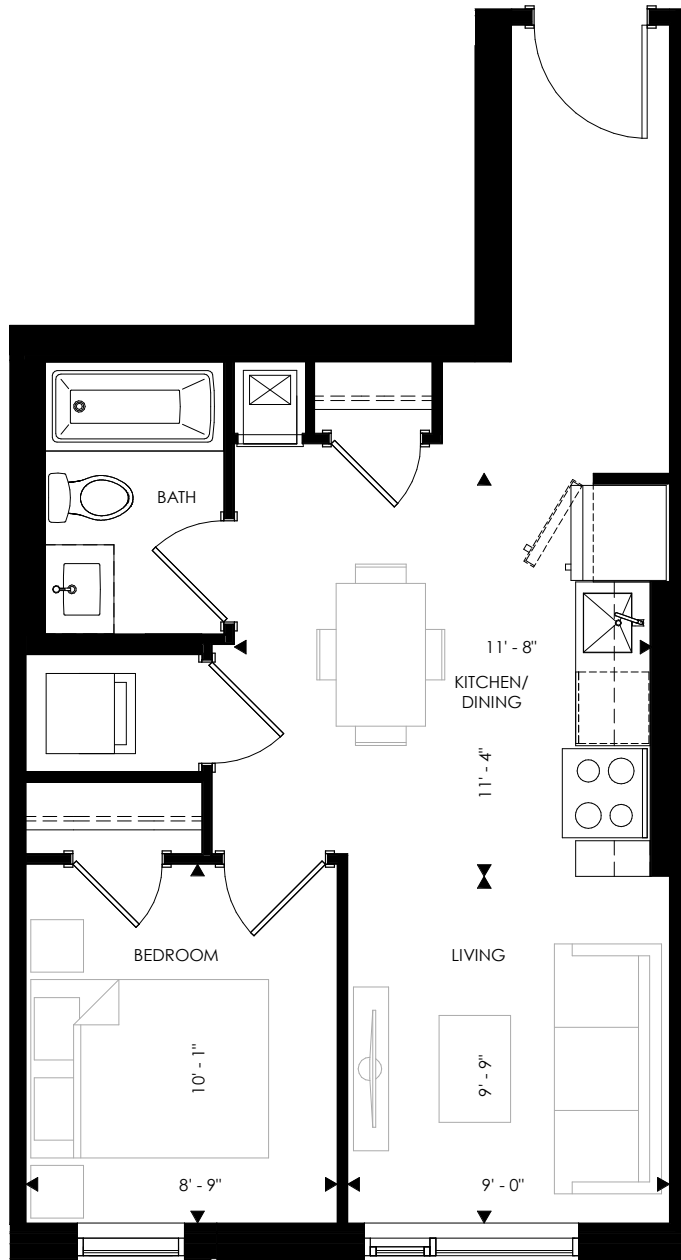 BATH
11' - 8"
KITCHEN/
DINING
11' - 4"
BEDROOM
LIVING
10' - 1"
9' - 9"
8' - 9"
9' - 0"